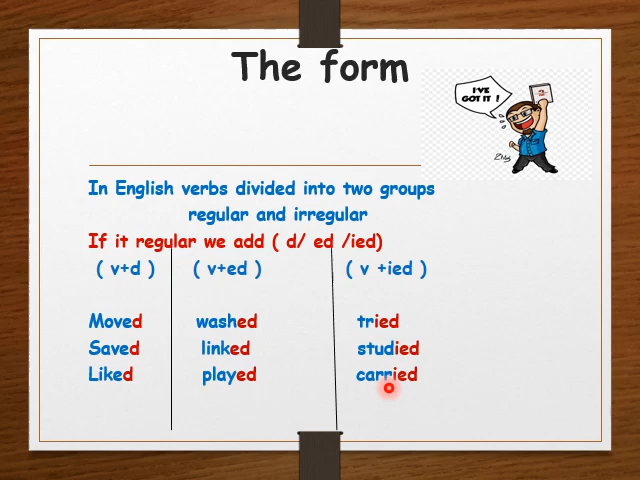 The form
I'VE
GOT IT !
In English verbs divided into two groups
regular and irregular
If it regular we add ( d/ ed /ied)
( v+d ) ( v+ed ) ( v +ied )
Moved washed tried
Saved linked studied
Liked played carried